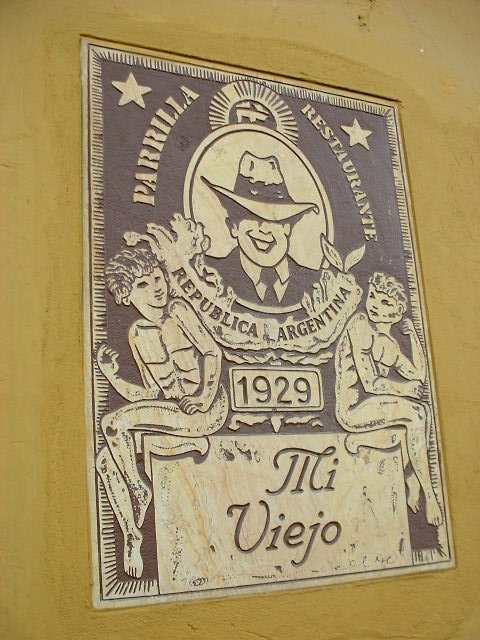 PARRILLA
RESTAURANTE
REPUBLICA ARGENTINA
1929
Mi
Viejo